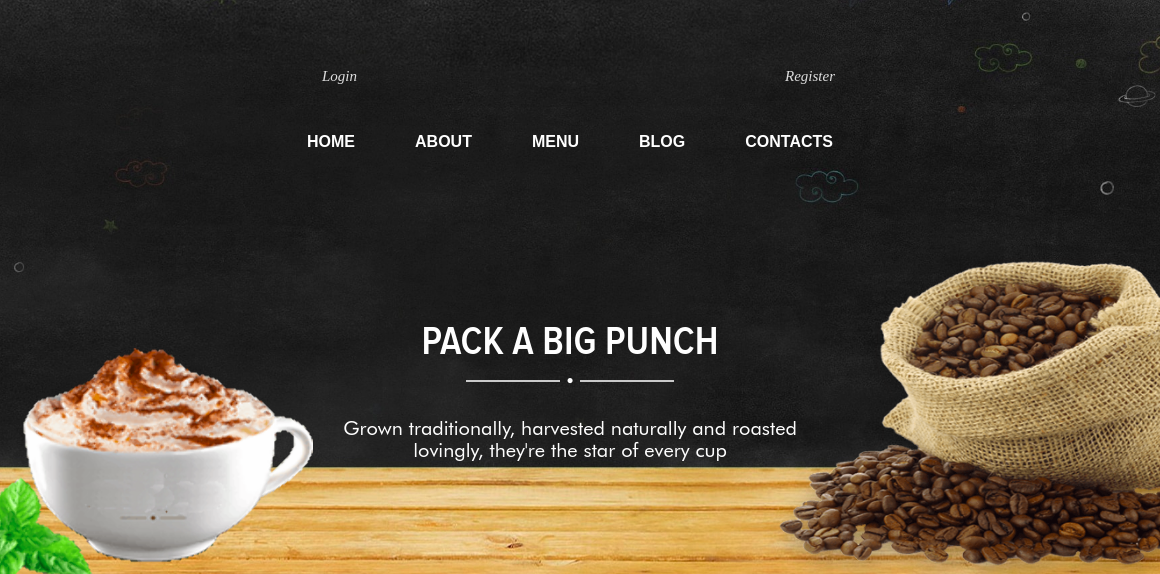 Login Register
HOME ABOUT MENU BLOG CONTACTS
PACK A BIG PUNCH
Grown traditionally, harvested naturally and roasted
lovingly, they're the star of every cup